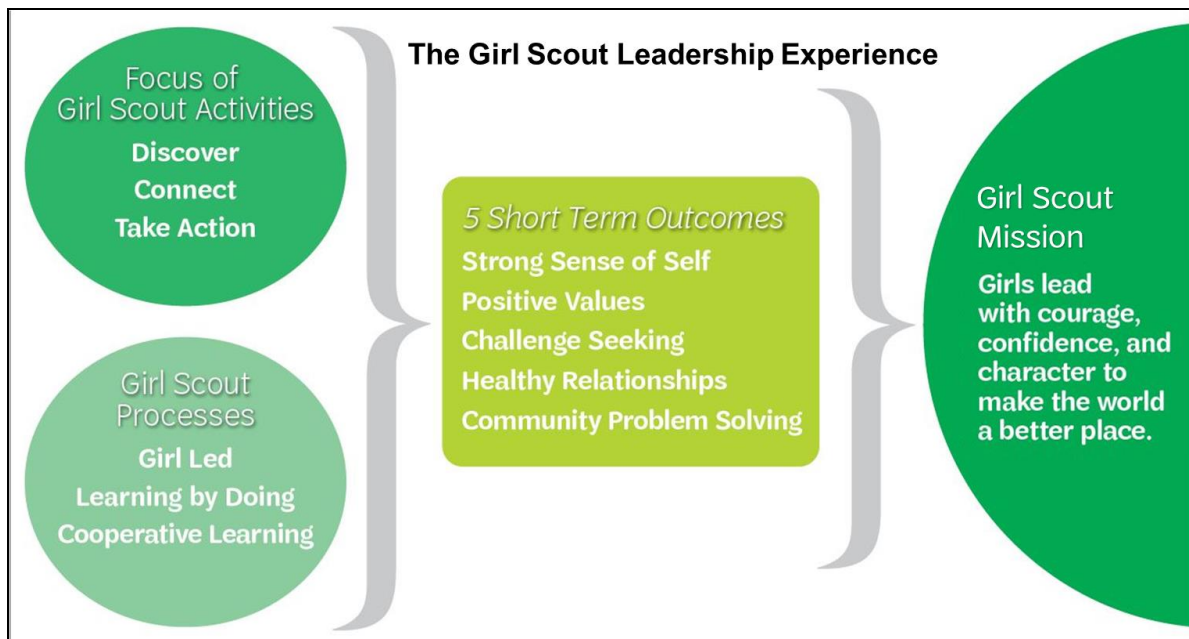 The Girl Scout Leadership Experience
Focus of
Girl Scout Activities
Discover
Connect
Take Action
Girl Scout
Processes
Girl Led
Learning by Doing
Cooperative Learning
5 Short Term Outcomes
Strong Sense of Self
Positive Values
Challenge Seeking
Healthy Relationships
Community Problem Solving
Girl Scout
Mission
Girls lead
with courage,
confidence, and
character to
make the world
a better place.